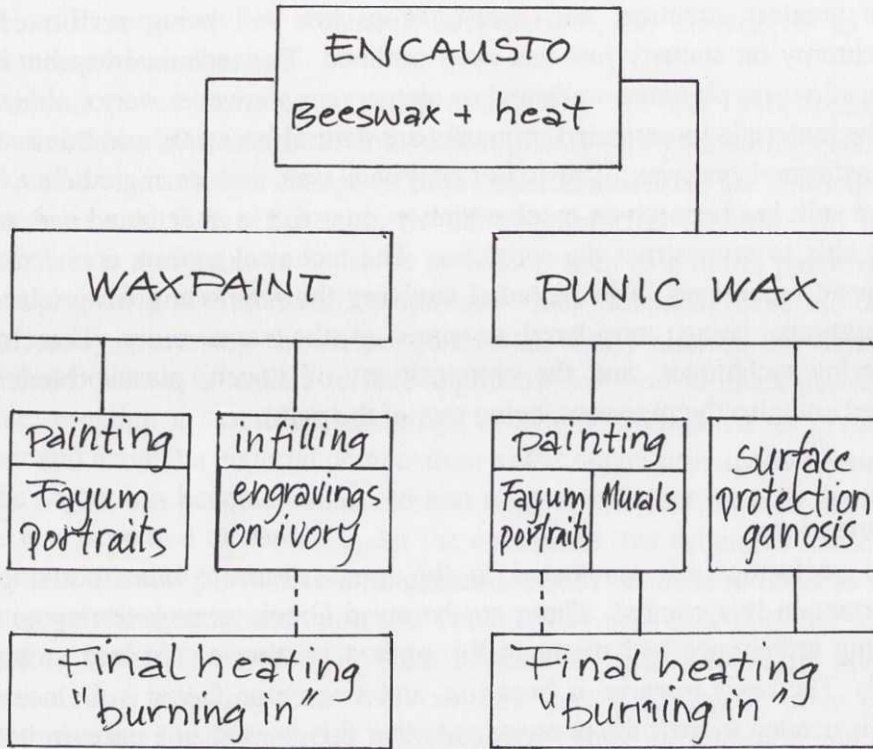 ENCAUSTO
Beeswax + heat
WAXPAINT
PUNIC WAX
painting
Fayum
portraits
infilling
engravings
on ivory
painting
Fayum
portraits
Murals
surface
protection
ganosis
Final heating
"burning in"
Final heating
"burning in"